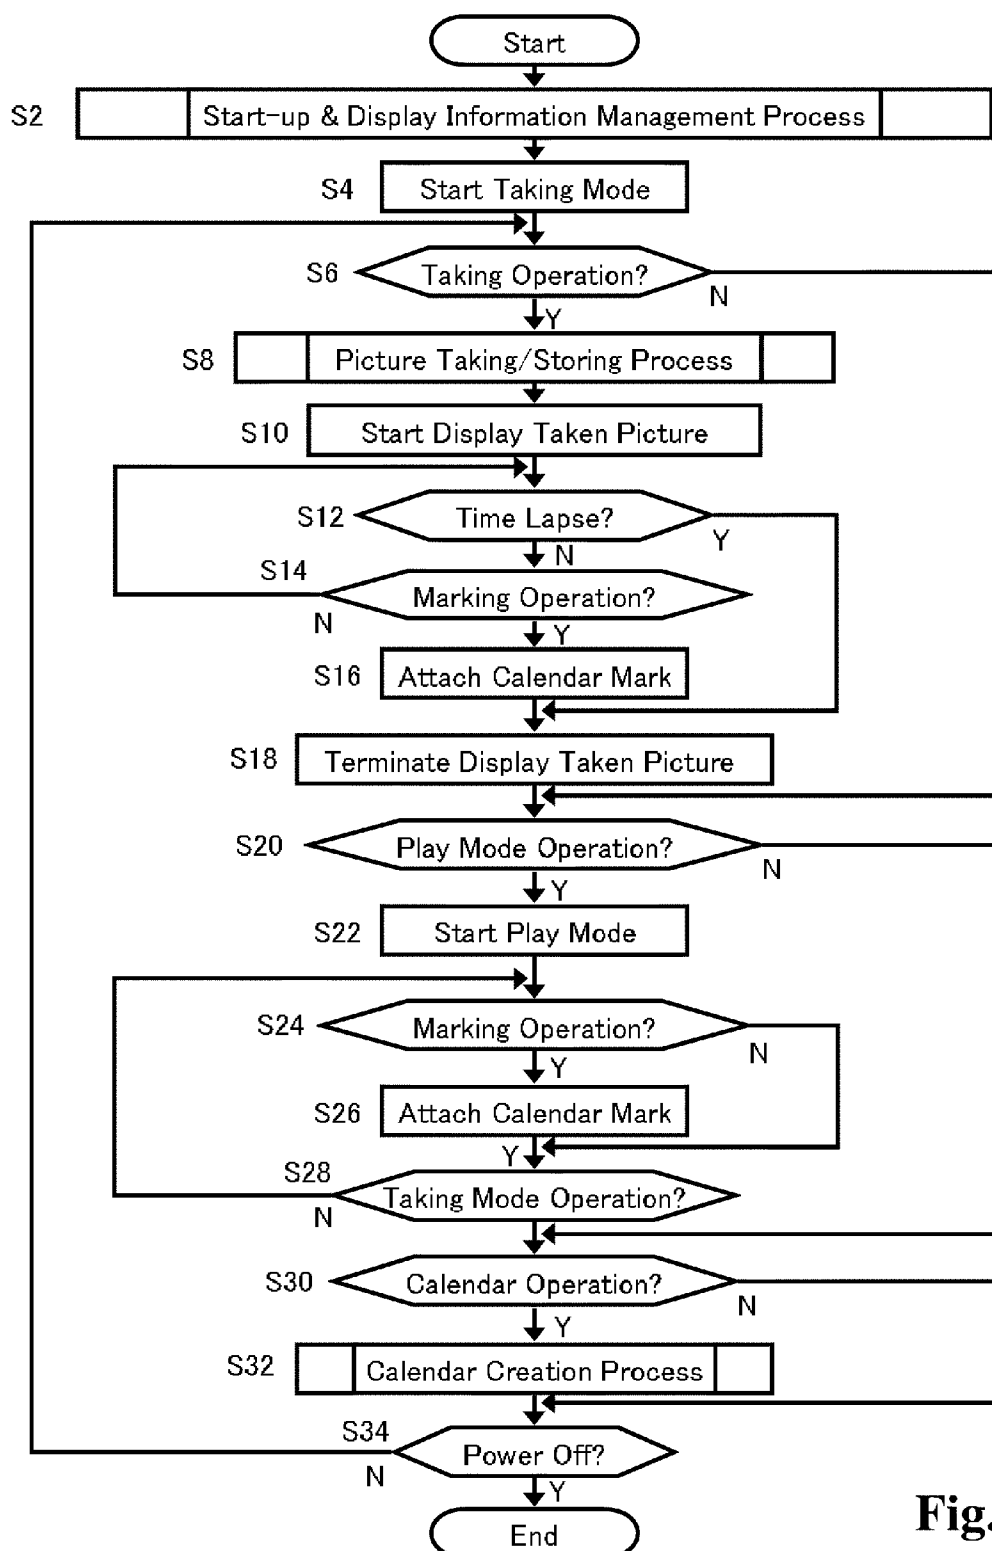 Start
S2 Start-up & Display Information Management Process
S4 Start Taking Mode
S6 Taking Operation?
N
Y
S8 Picture Taking/Storing Process
S10 Start Display Taken Picture
S12 Time Lapse?
Y
N
S14 Marking Operation?
N
Y
S16 Attach Calendar Mark
S18 Terminate Display Taken Picture
S20 Play Mode Operation?
N
Y
S22 Start Play Mode
S24 Marking Operation?
N
Y
S26 Attach Calendar Mark
Y
S28 Taking Mode Operation?
N
S30 Calendar Operation?
N
Y
S32 Calendar Creation Process
S34 Power Off?
N
Y
End
Fig.